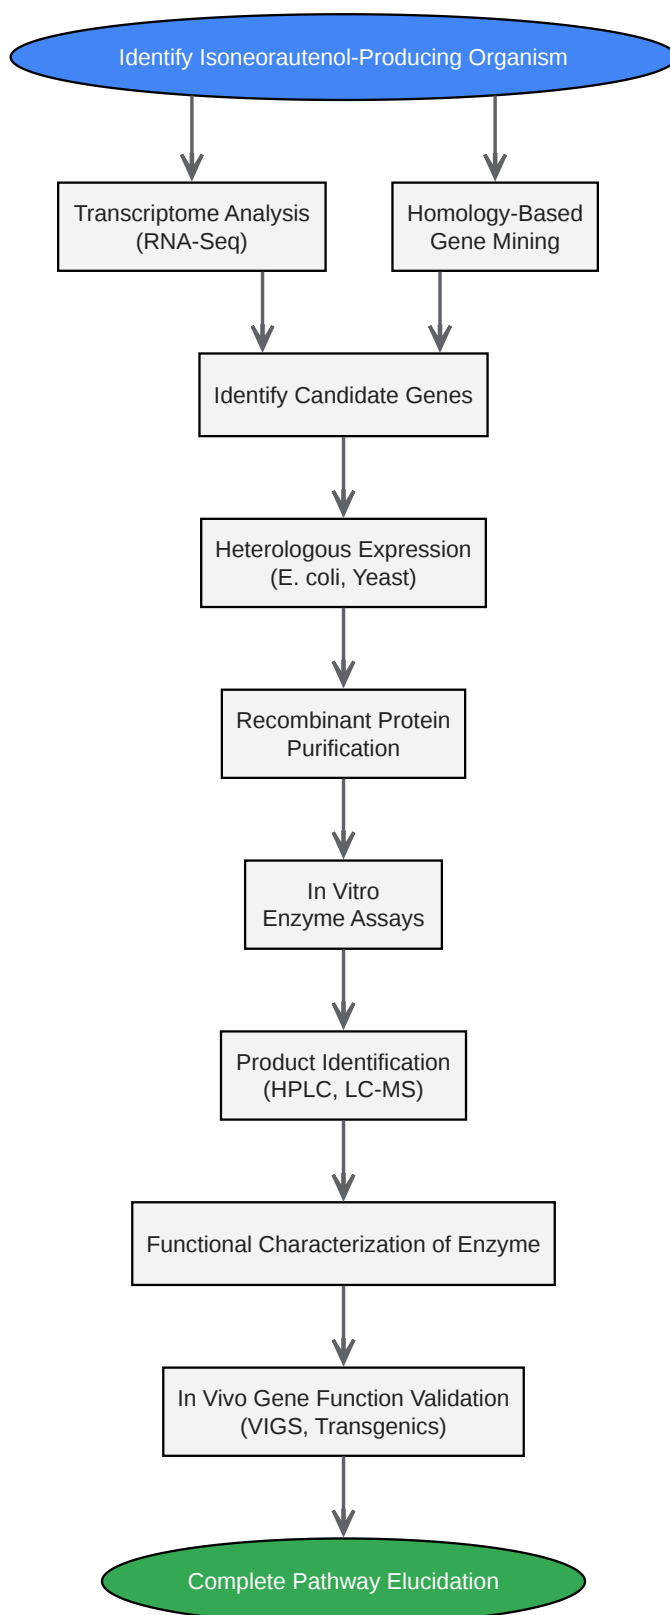 Identify Isoneorautenol-Producing Organism
Transcriptome Analysis
(RNA-Seq)
Homology-Based
Gene Mining
Identify Candidate Genes
Heterologous Expression
(E. coli, Yeast)
Recombinant Protein
Purification
In Vitro
Enzyme Assays
Product Identification
(HPLC, LC-MS)
Functional Characterization of Enzyme
In Vivo Gene Function Validation
(VIGS, Transgenics)
Complete Pathway Elucidation